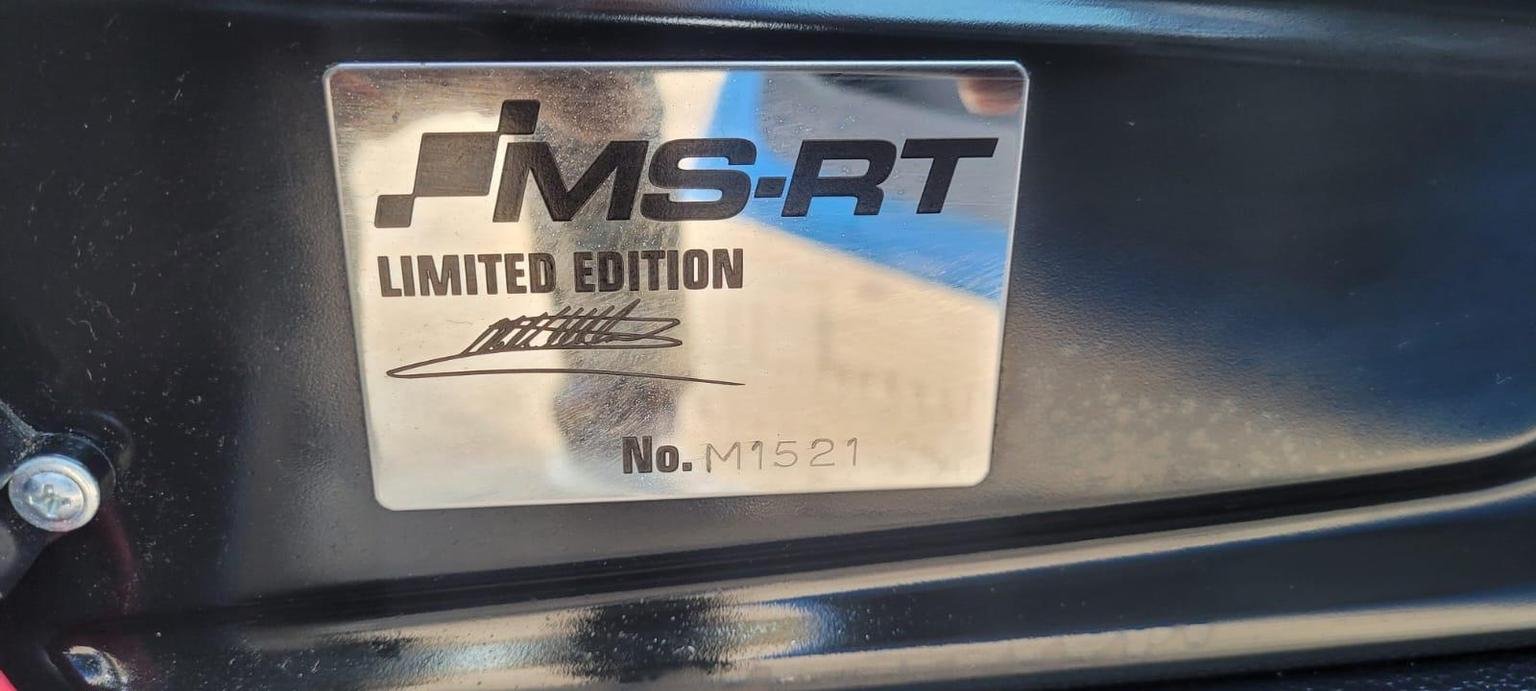 MS-RT
LIMITED EDITION
No. M1521